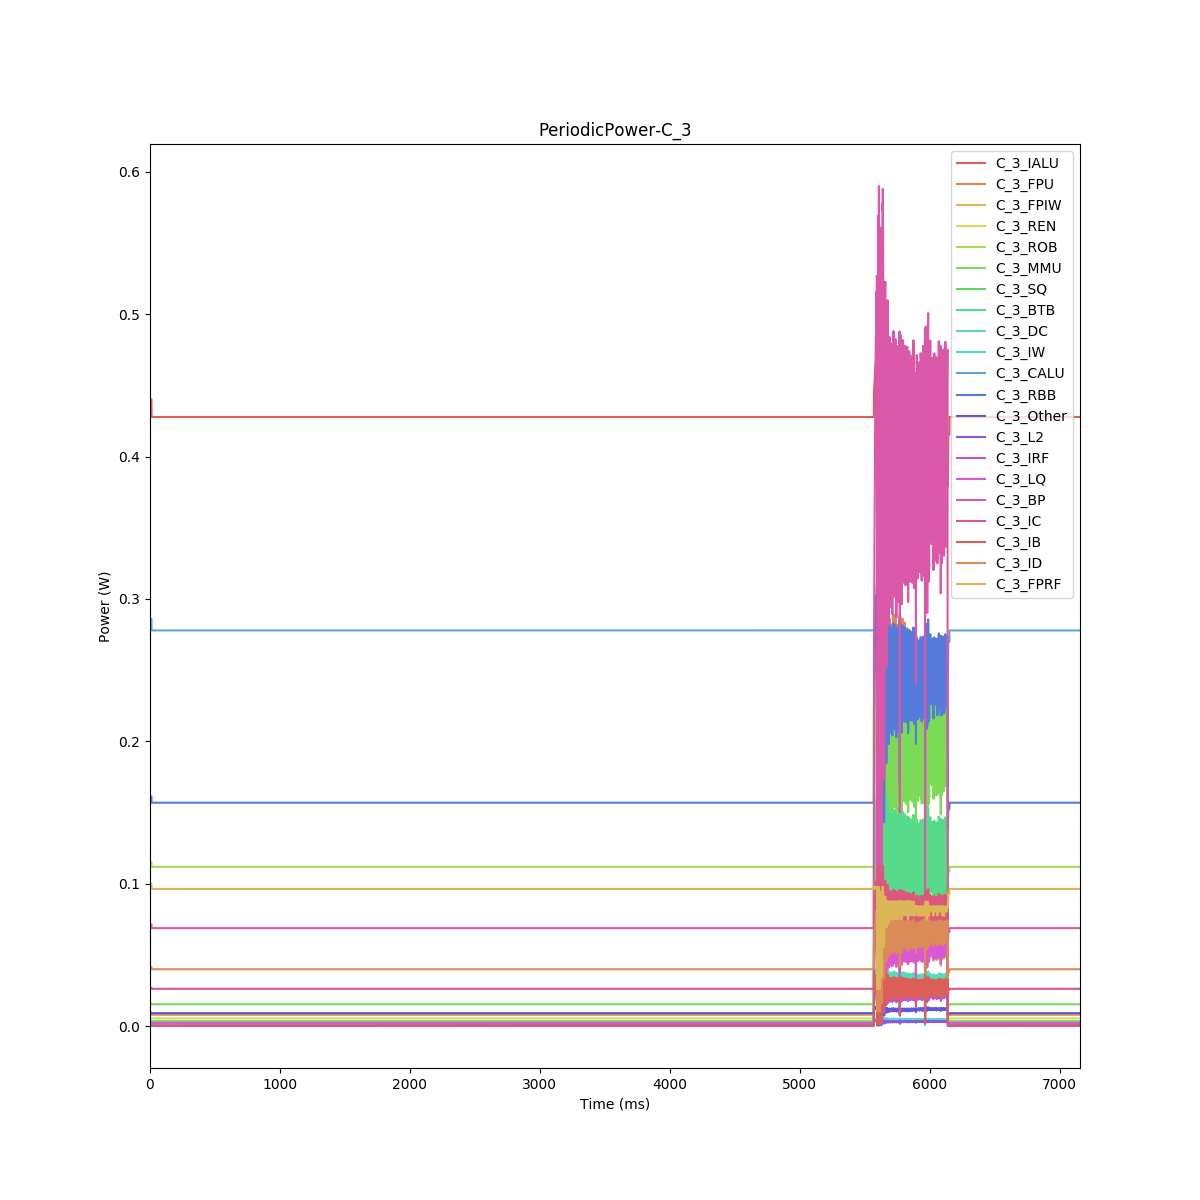 PeriodicPower-C_3
0.6
0.5
0.4
0.3
0.2
0.1
0.0
Power (W)
C_3_IALU
C_3_FPU
C_3_FPIW
C_3_REN
C_3_ROB
C_3_MMU
C_3_SQ
C_3_BTB
C_3_DC
C_3_IW
C_3_CALU
C_3_RBB
C_3_Other
C_3_L2
C_3_IRF
C_3_LQ
C_3_BP
C_3_IC
C_3_IB
C_3_ID
C_3_FPRF
0 1000 2000 3000 4000 5000 6000 7000
Time (ms)